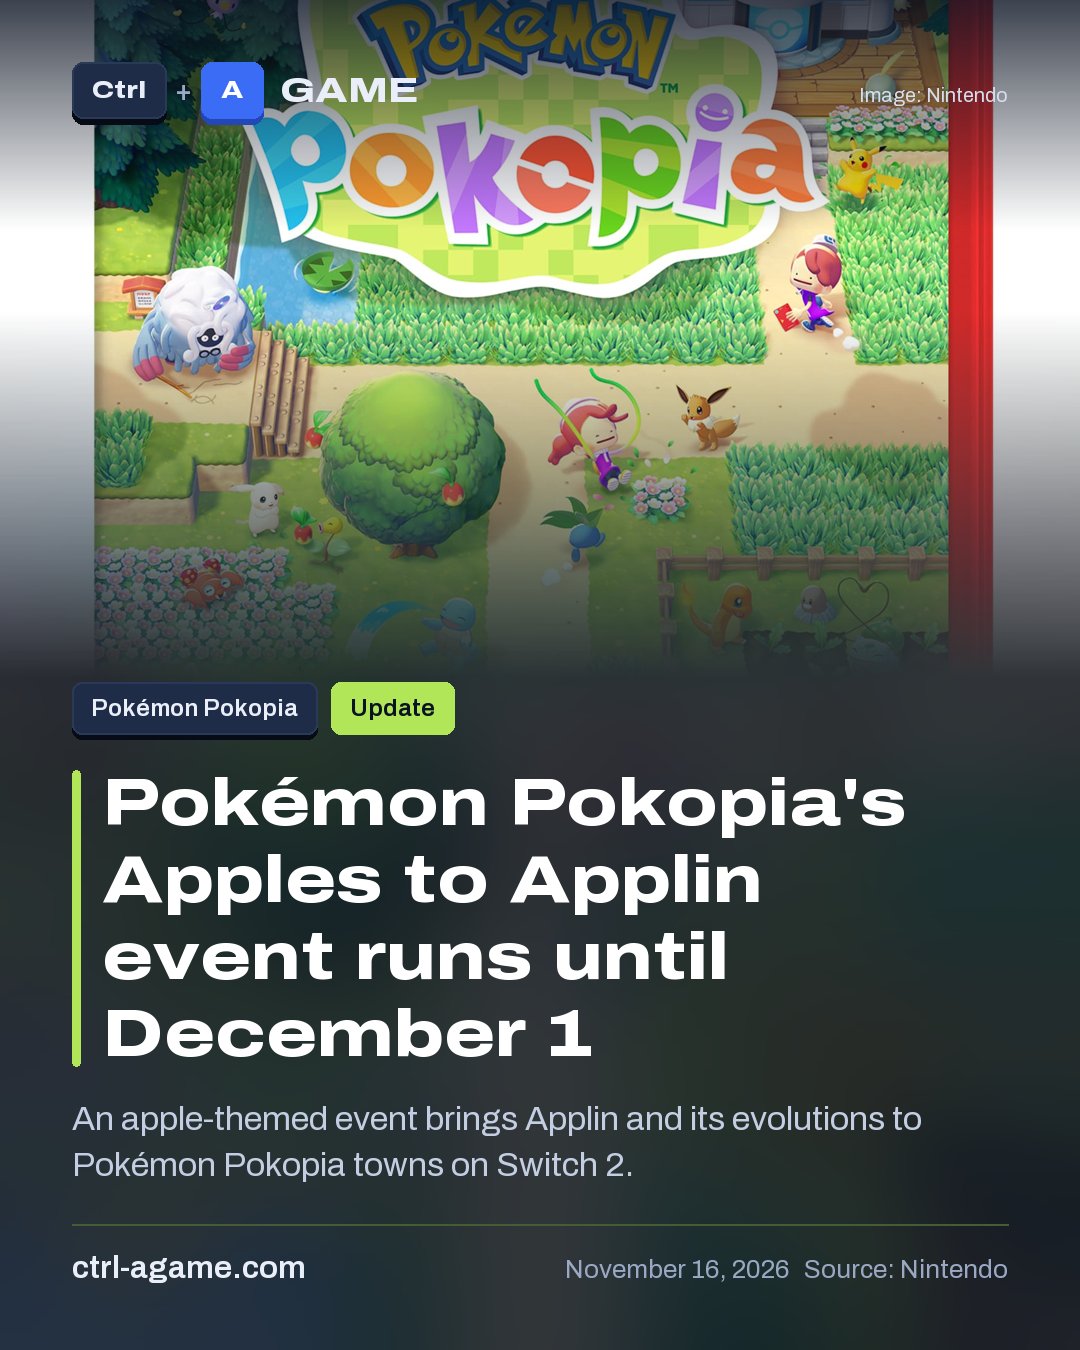 Ctrl + A GAME
Image: Nintendo
POKéMON
TM
Pokopia
Pokémon Pokopia
Update
Pokémon Pokopia's
Apples to Applin
event runs until
December 1
An apple-themed event brings Applin and its evolutions to
Pokémon Pokopia towns on Switch 2.
ctrl-agame.com
November 16, 2026 Source: Nintendo